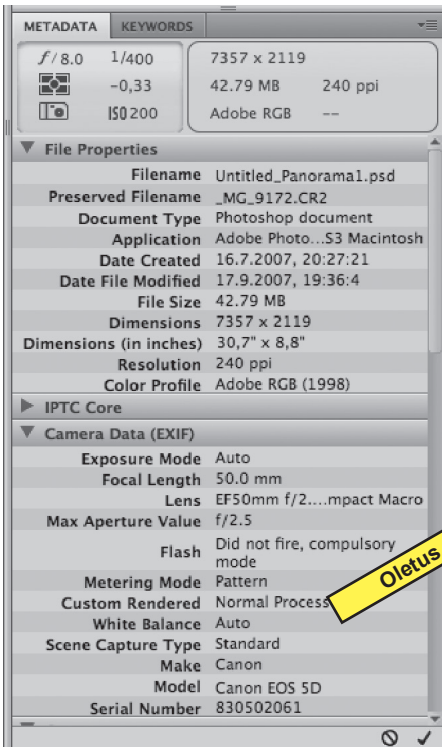 METADATA KEYWORDS
f/ 8.0 1/400
-0,33
ISO 200
7357 x 2119
42.79 MB 240 ppi
Adobe RGB --
File Properties
Filename Untitled_Panorama1.psd
Preserved Filename _MG_9172.CR2
Document Type Photoshop document
Application Adobe Photo...S3 Macintosh
Date Created 16.7.2007, 20:27:21
Date File Modified 17.9.2007, 19:36:4
File Size 42.79 MB
Dimensions 7357 x 2119
Dimensions (in inches) 30,7" x 8,8"
Resolution 240 ppi
Color Profile Adobe RGB (1998)
IPTC Core
Camera Data (EXIF)
Exposure Mode Auto
Focal Length 50.0 mm
Lens EF50mm f/2....mpact Macro
Max Aperture Value f/2.5
Flash Did not fire, compulsory
mode
Metering Mode Pattern
Custom Rendered Normal Process
Oletus
White Balance Auto
Scene Capture Type Standard
Make Canon
Model Canon EOS 5D
Serial Number 830502061